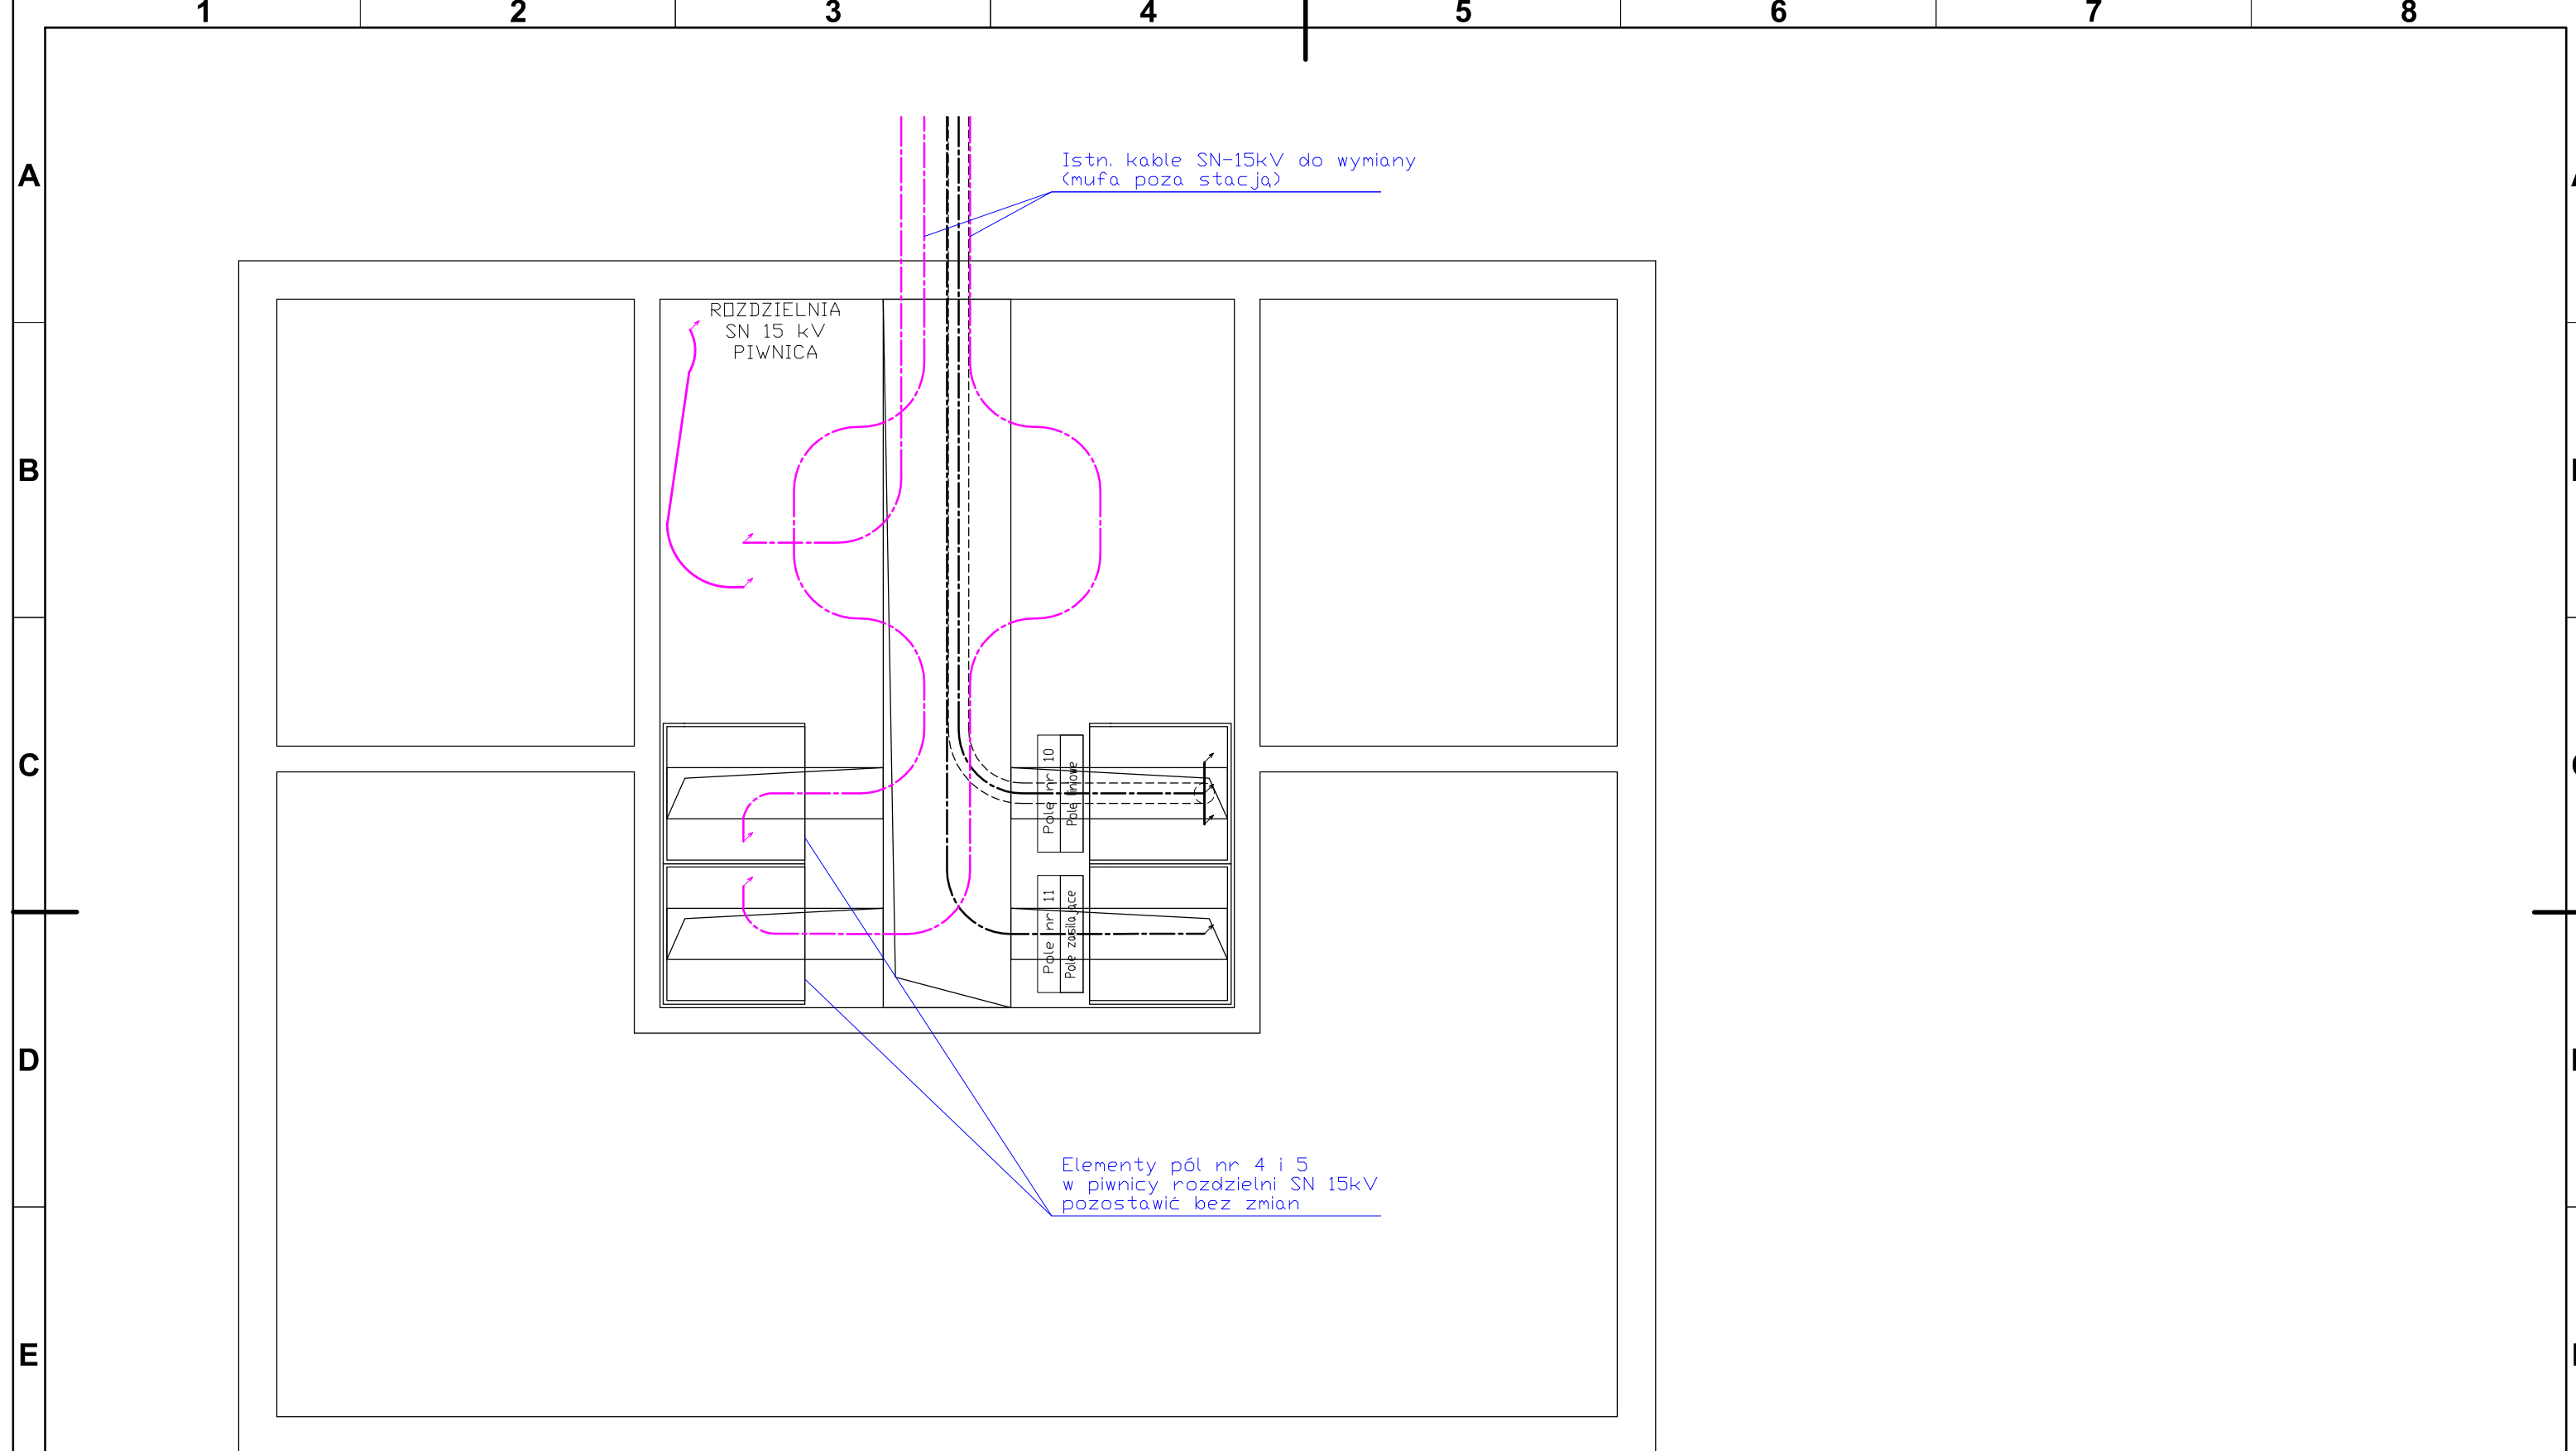 1 2 3 4 5 6 7 8
A
Istn. kable SN-15kV do wymiany
(mufa poza stacją)
ROZDZIELNIA
SN 15 kV
PIWNICA
B
C
Pole nr 10
Pole liniowe
Pole nr 11
Pole zasilające
D
Elementy pól nr 4 i 5
w piwnicy rozdzielni SN 15kV
pozostawić bez zmian
E